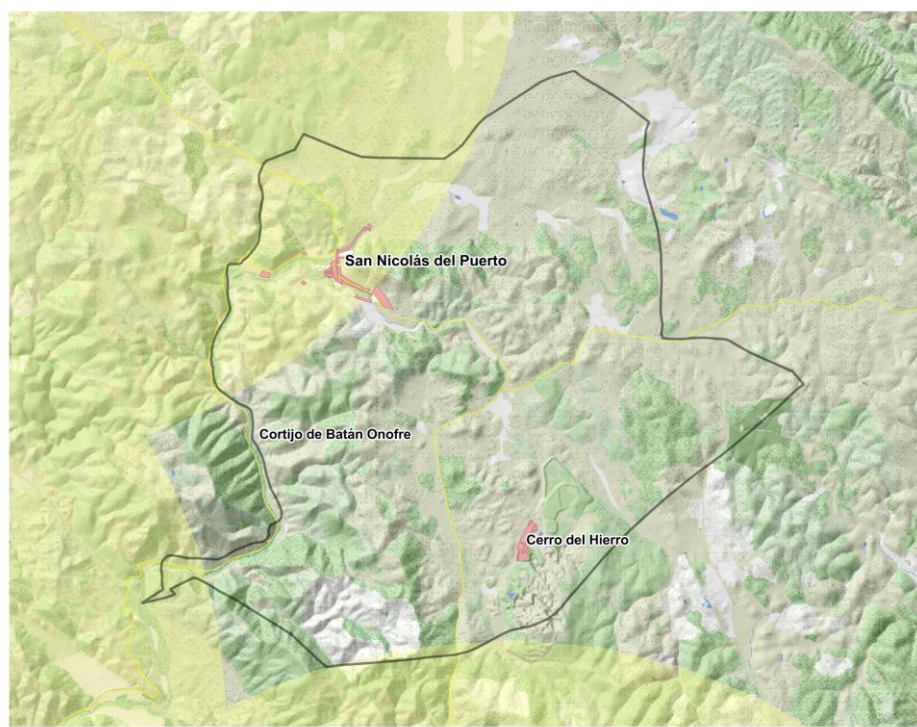 San Nicolás del Puerto
Cortijo de Batán Onofre
Cerro del Hierro